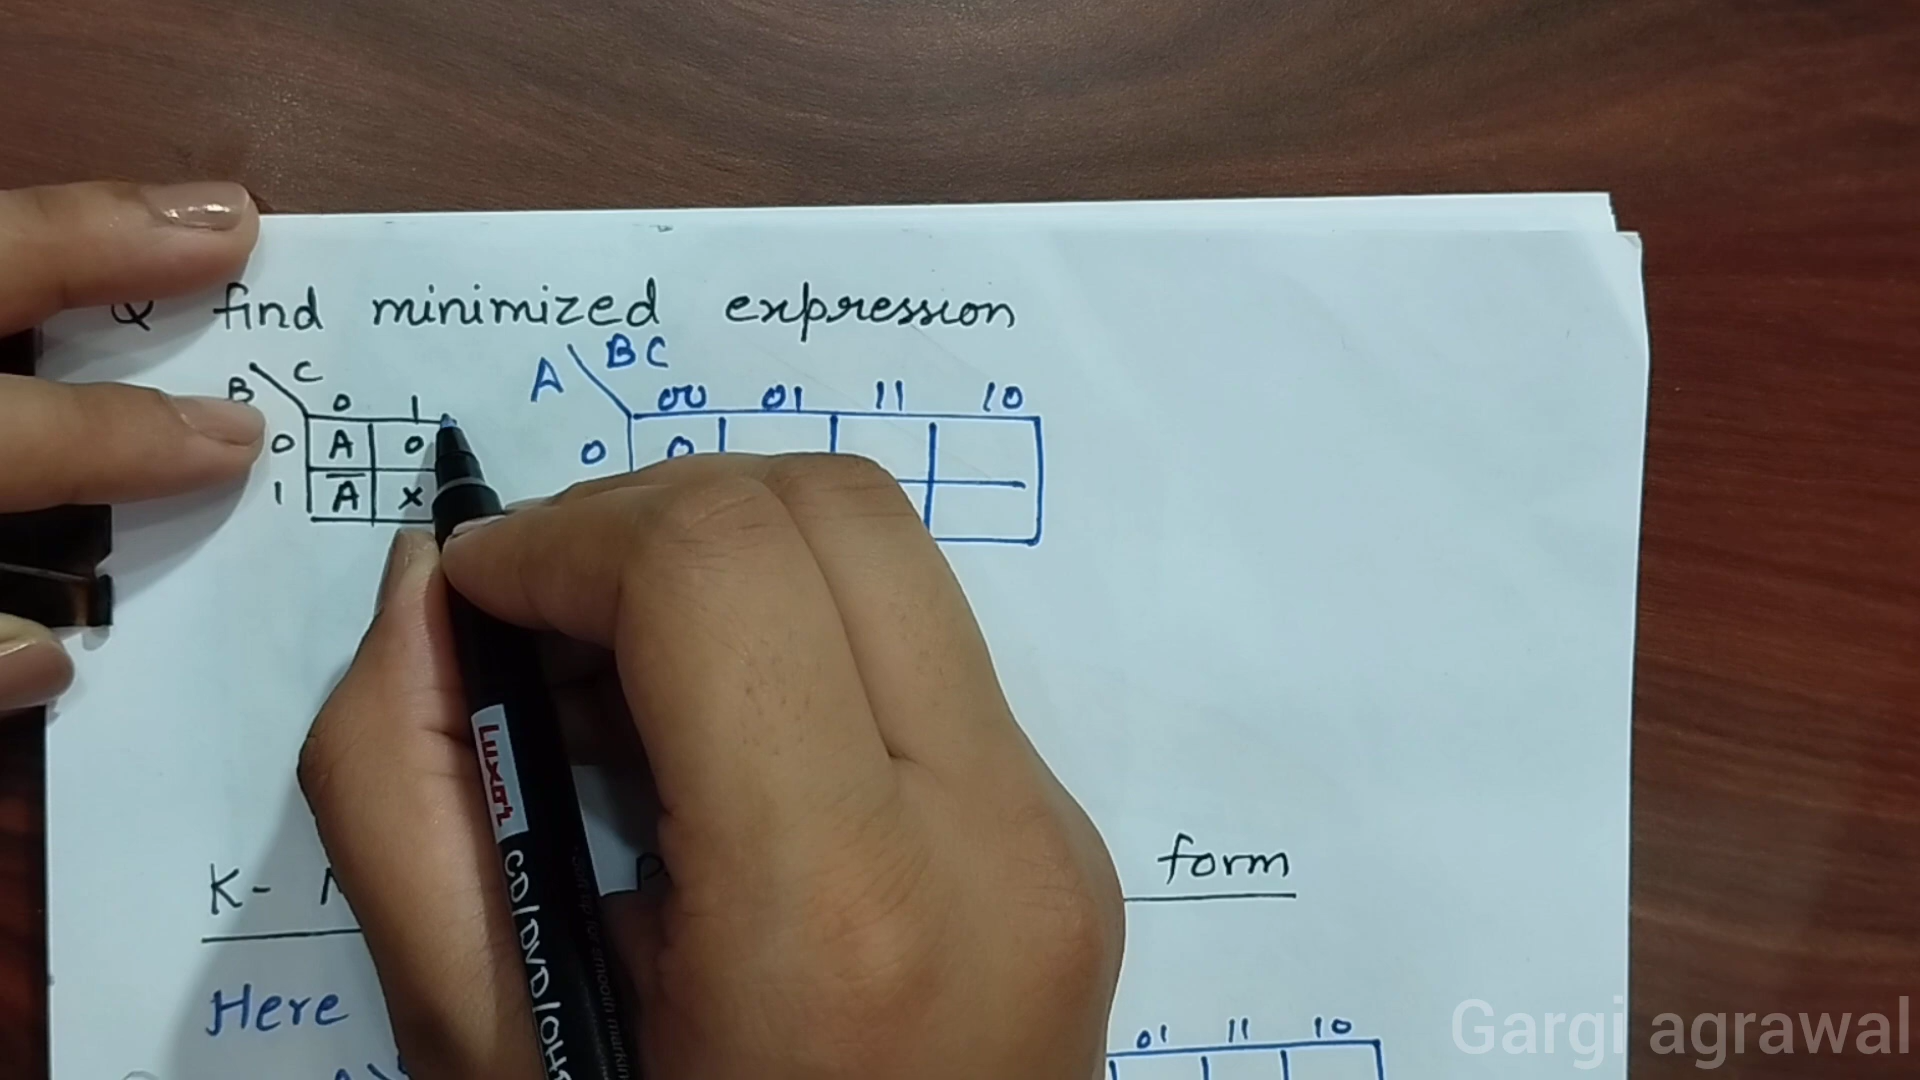 Q find minimized expression
B C 0 1
0 A 0
1 A̅ x
A BC 00 01 11 10
0 0
K- form
Here
01 11 10
Luxor CD/DVD/OH
Gargi agrawal